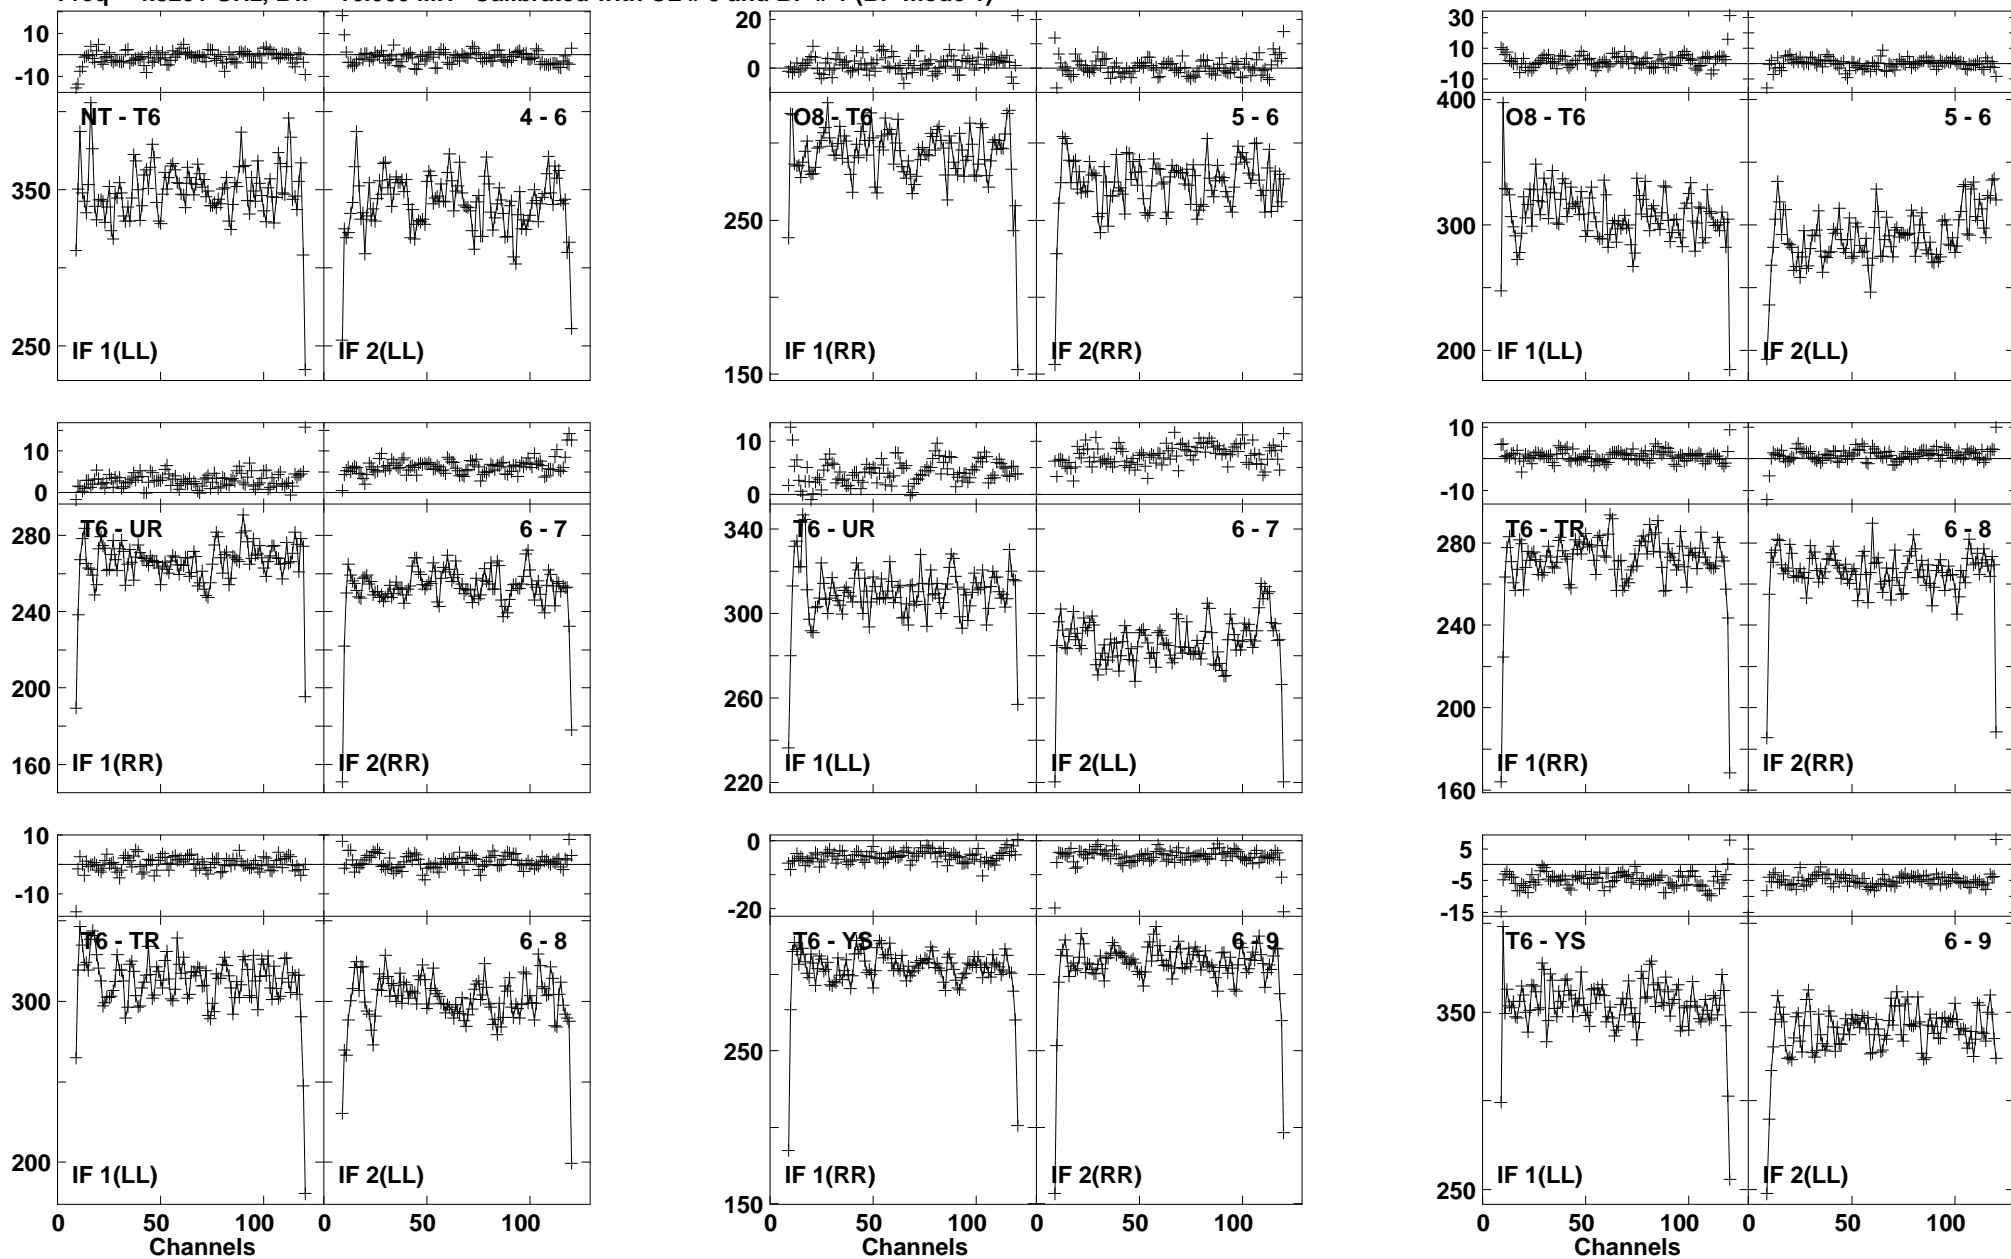 10
-10
NT - T6
4 - 6
350
250
IF 1(LL)
IF 2(LL)
20
0
O8 - T6
5 - 6
250
150
IF 1(RR)
IF 2(RR)
30
10
-10
400
O8 - T6
5 - 6
300
200
IF 1(LL)
IF 2(LL)
10
0
T6 - UR
6 - 7
280
240
200
160
IF 1(RR)
IF 2(RR)
10
0
T6 - UR
6 - 7
340
300
260
220
IF 1(LL)
IF 2(LL)
10
-10
T6 - TR
6 - 8
280
240
200
160
IF 1(RR)
IF 2(RR)
10
-10
T6 - TR
6 - 8
300
200
IF 1(LL)
IF 2(LL)
0 50 100 0 50 100
Channels
0
-20
T6 - YS
6 - 9
250
150
IF 1(RR)
IF 2(RR)
0 50 100 0 50 100
Channels
5
-5
-15
T6 - YS
6 - 9
350
250
IF 1(LL)
IF 2(LL)
0 50 100 0 50 100
Channels